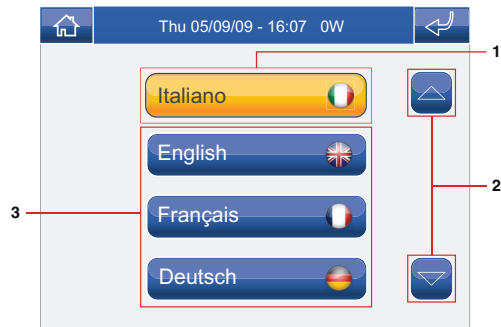 Thu 05/09/09 - 16:07 0W
1
Italiano
English
2
3
Français
Deutsch